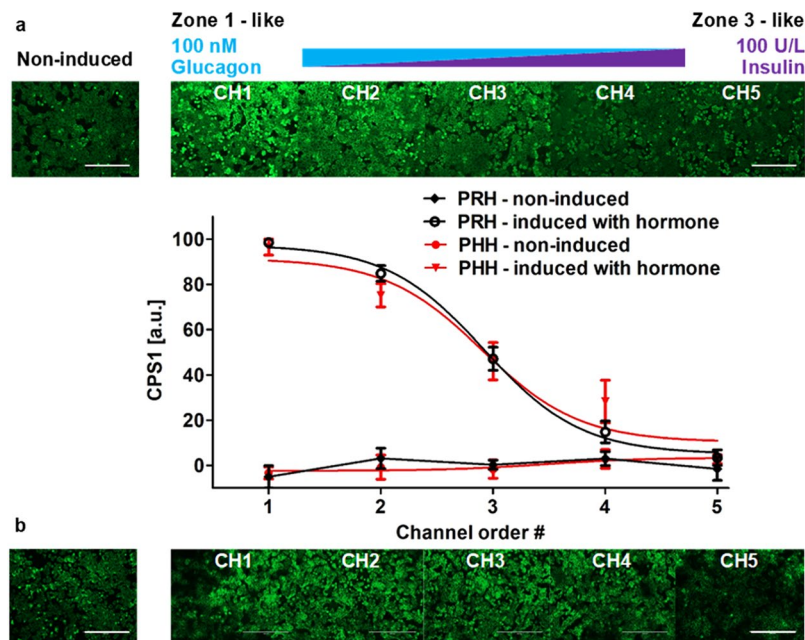 a
Zone 1 - like
Zone 3 - like
Non-induced
100 nM
Glucagon
100 U/L
Insulin
CH1
CH2
CH3
CH4
CH5
PRH - non-induced
PRH - induced with hormone
PHH - non-induced
PHH - induced with hormone
CPS1 [a.u.]
100
80
60
40
20
0
1
2
3
4
5
Channel order #
b
CH1
CH2
CH3
CH4
CH5